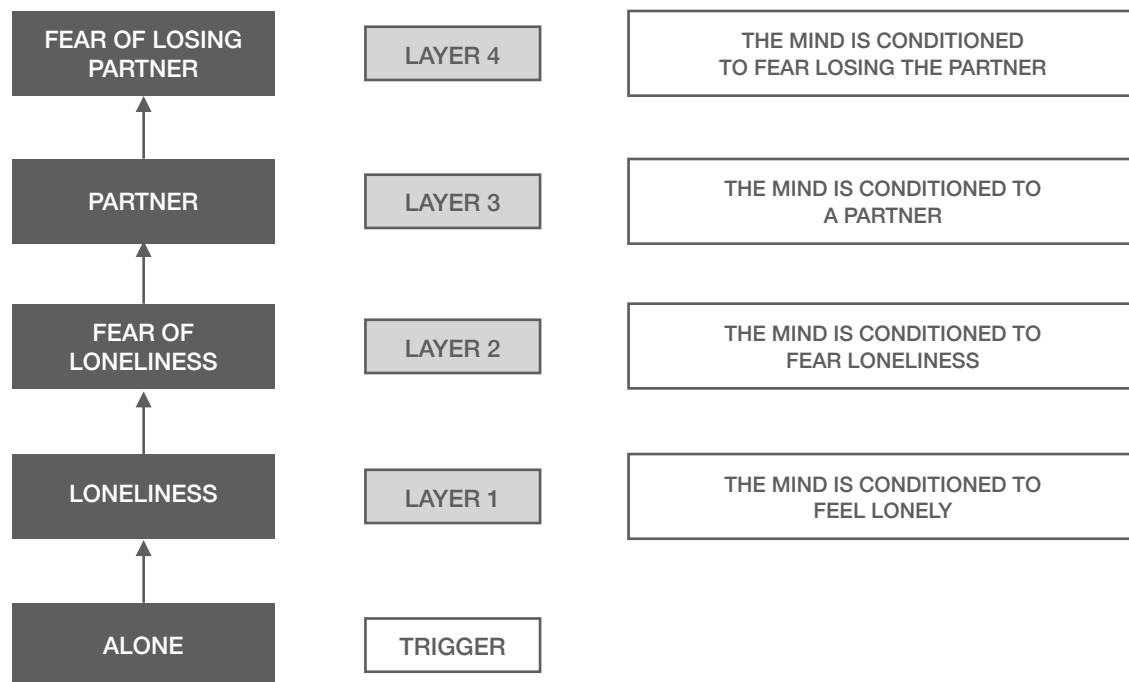 FEAR OF LOSING
PARTNER
LAYER 4
THE MIND IS CONDITIONED
TO FEAR LOSING THE PARTNER
PARTNER
LAYER 3
THE MIND IS CONDITIONED TO
A PARTNER
FEAR OF
LONELINESS
LAYER 2
THE MIND IS CONDITIONED TO
FEAR LONELINESS
LONELINESS
LAYER 1
THE MIND IS CONDITIONED TO
FEEL LONELY
ALONE
TRIGGER